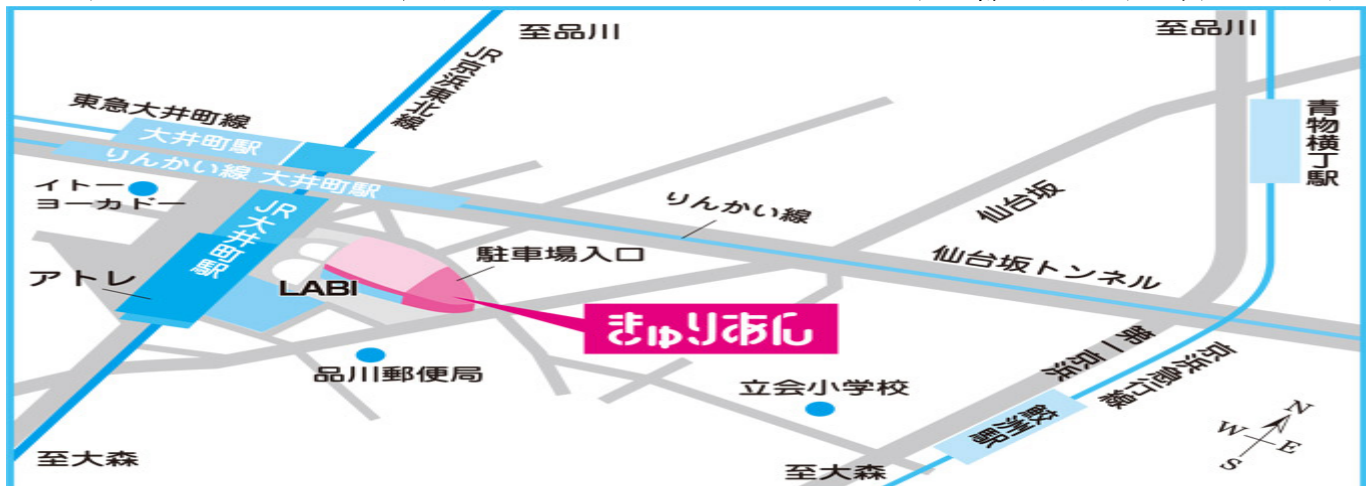 至品川
至品川
JR京浜東北線
東急大井町線
大井町駅
りんかい線 大井町駅
青物横丁駅
イトー
ヨーカドー
JR大井町駅
りんかい線
仙台坂
アトレ
LABI
駐車場入口
仙台坂トンネル
きゅりあん
品川郵便局
立会小学校
第一京浜
京浜急行線
鮫洲駅
至大森
至大森
N
W
E
S